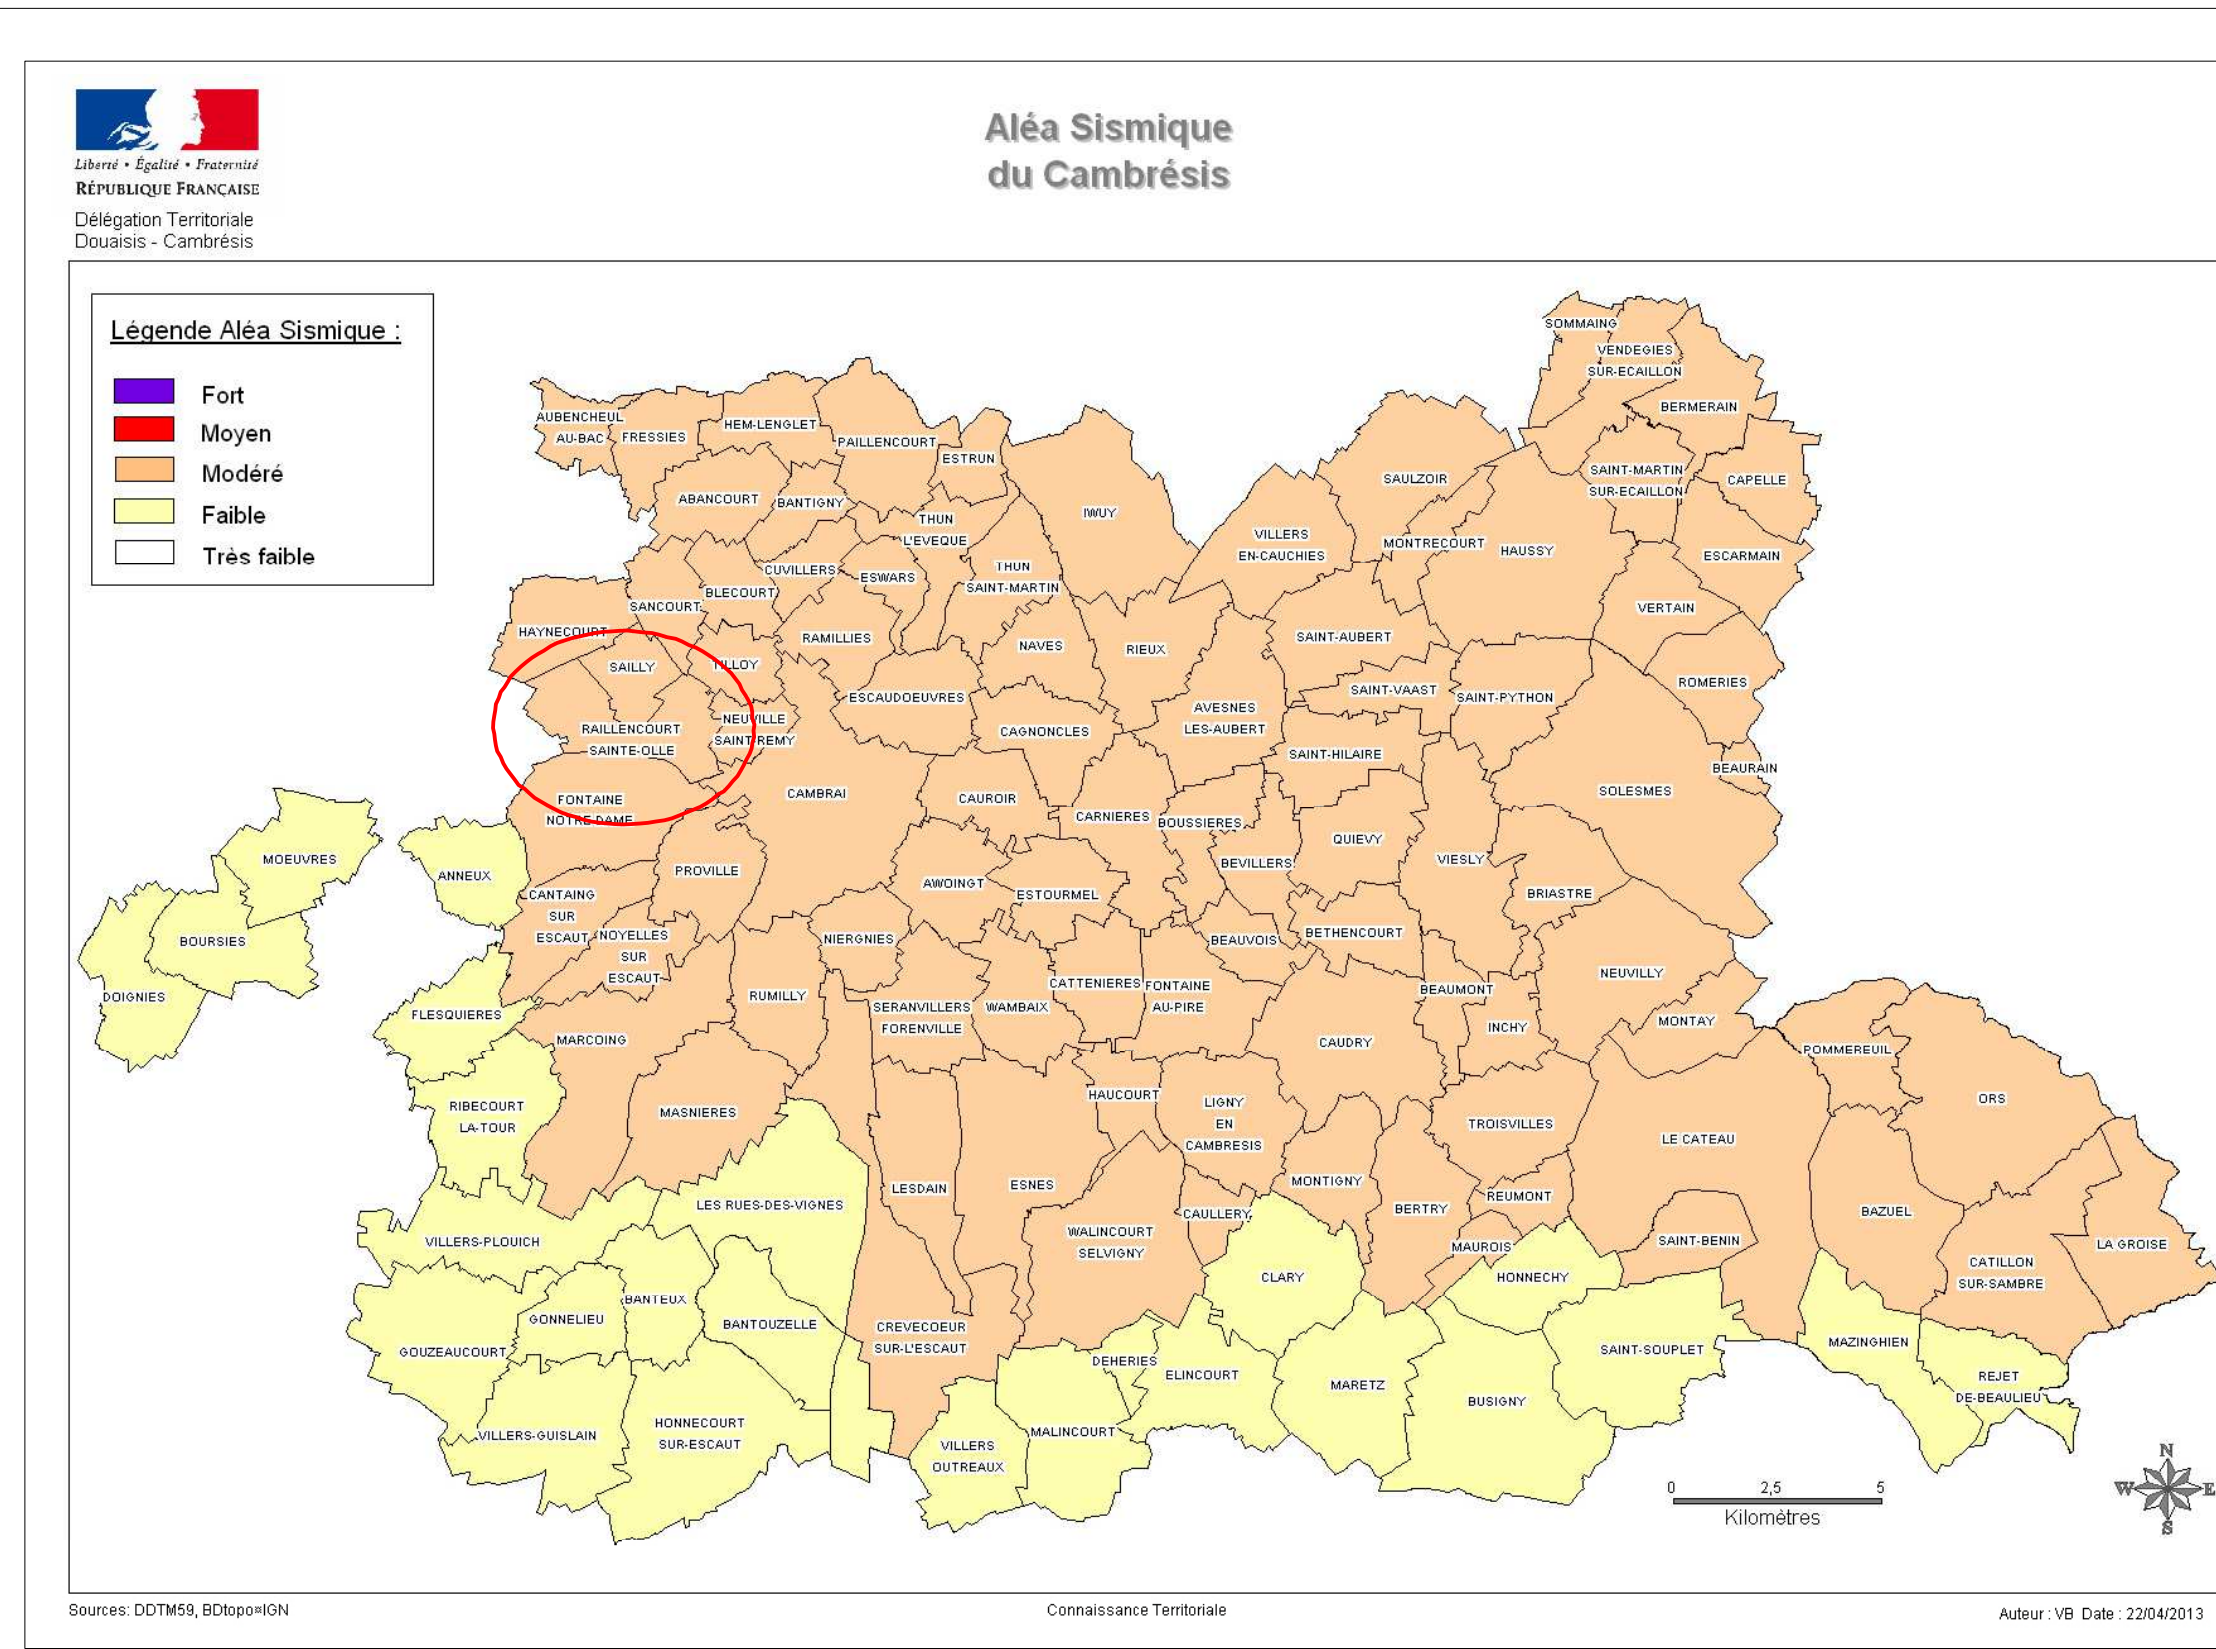 Liberté • Égalité • Fraternité
RÉPUBLIQUE FRANÇAISE
Délégation Territoriale
Douaisis - Cambrésis
Aléa Sismique
du Cambrésis
Légende Aléa Sismique :
Fort
Moyen
Modéré
Faible
Très faible
SOMMAING
VENDEGIES
SUR-ECAILLON
BERMERAIN
AUBENCHEUL
AU-BAC
FRESSIES
HEM-LENGLET
PAILLENCOURT
ESTRUN
SAINT-MARTIN
SUR-ECAILLON
CAPELLE
SAULZOIR
ABANCOURT
BANTIGNY
THUN
L'EVEQUE
IWUY
VILLERS
EN-CAUCHIES
MONTRECOURT
HAUSSY
ESCARMAIN
CUVILLERS
ESWARS
THUN
SAINT-MARTIN
BLECOURT
SANCOURT
VERTAIN
HAYNECOURT
RAMILLIES
NAVES
RIEUX
SAINT-AUBERT
SAILLY
TILLOY
ROMERIES
ESCAUDOEUVRES
SAINT-VAAST
SAINT-PYTHON
AVESNES
LES-AUBERT
RAILLENCOURT
SAINTE-OLLE
NEUVILLE
SAINT-REMY
CAGNONCLES
SAINT-HILAIRE
BEAURAIN
FONTAINE
NOTRE-DAME
CAMBRAI
CAUROIR
SOLESMES
CARNIERES
BOUSSIERES
QUIEVY
MOEUVRES
ANNEUX
PROVILLE
BEVILLERS
VIESLY
AWOINGT
ESTOURMEL
BRIASTRE
CANTAING
SUR
ESCAUT
NOYELLES
SUR
ESCAUT
BOURSIES
NIERGNIES
BEAUVOIS
BETHENCOURT
NEUVILLY
DOIGNIES
RUMILLY
CATTENIERES
FONTAINE
AU-PIRE
BEAUMONT
FLESQUIERES
SERANVILLERS
FORENVILLE
WAMBAIX
INCHY
MONTAY
MARCOING
CAUDRY
POMMEREUIL
RIBECOURT
LA-TOUR
MASNIERES
HAUCOURT
LIGNY
EN
CAMBRESIS
ORS
TROISVILLES
LE CATEAU
LESDAIN
ESNES
MONTIGNY
REUMONT
LES RUES-DES-VIGNES
CAULLERY
BERTRY
BAZUEL
VILLERS-PLOUICH
WALINCOURT
SELVIGNY
MAUROIS
SAINT-BENIN
LA GROISE
CLARY
HONNECHY
CATILLON
SUR-SAMBRE
BANTEUX
GONNELIEU
BANTOUZELLE
CREVECOEUR
SUR-L'ESCAUT
GOUZEAUCOURT
DEHERIES
ELINCOURT
SAINT-SOUPLET
MAZINGHIEN
MARETZ
REJET
DE-BEAULIEU
BUSIGNY
VILLERS-GUISLAIN
HONNECOURT
SUR-ESCAUT
MALINCOURT
VILLERS
OUTREAUX
N
W E
S
0 2,5 5
Kilomètres
Sources: DDTM59, BDtopo¤IGN
Connaissance Territoriale
Auteur : VB Date : 22/04/2013